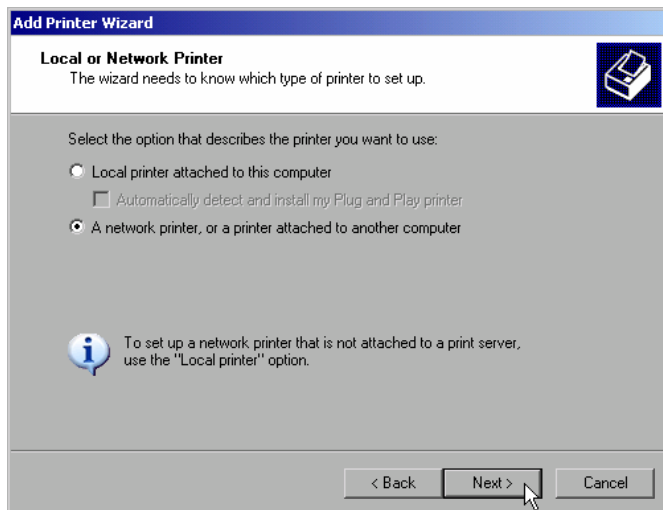 Add Printer Wizard
Local or Network Printer
The wizard needs to know which type of printer to set up.
Select the option that describes the printer you want to use:
Local printer attached to this computer
Automatically detect and install my Plug and Play printer
A network printer, or a printer attached to another computer
To set up a network printer that is not attached to a print server,
use the "Local printer" option.
< Back Next > Cancel